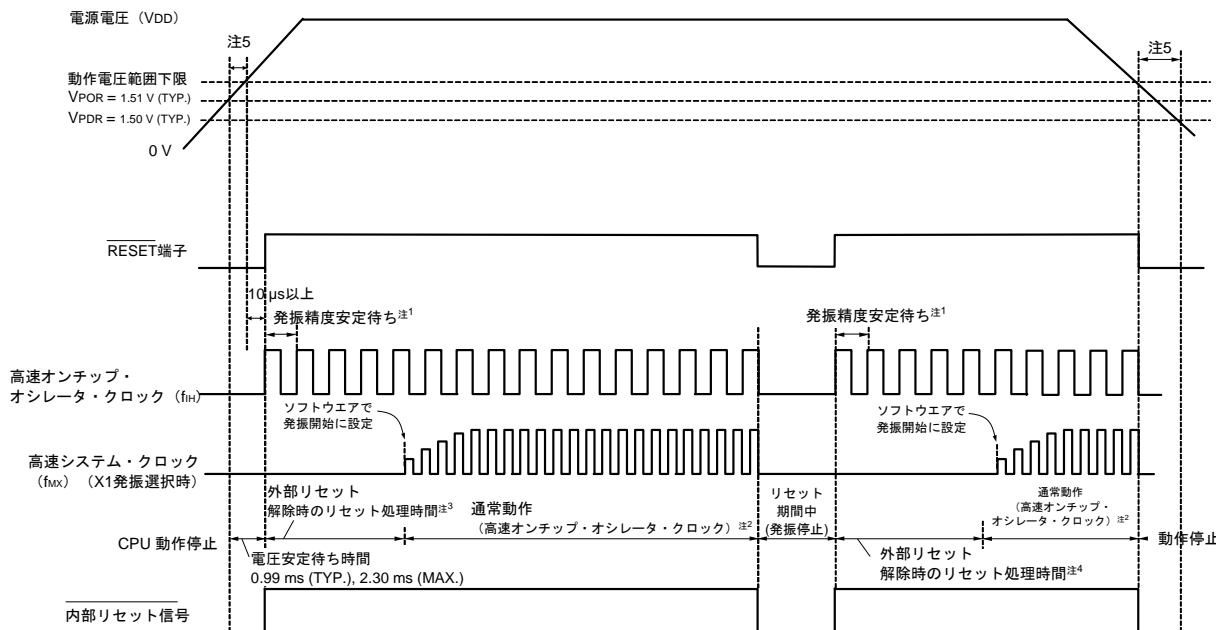 電源電圧（VDD）
注5
注5
動作電圧範囲下限
VPOR = 1.51 V (TYP.)
VPDR = 1.50 V (TYP.)
0 V
RESET端子
10 μs以上
発振精度安定待ち注1
発振精度安定待ち注1
高速オンチップ・
オシレータ・クロック（fIH）
ソフトウエアで
発振開始に設定
ソフトウエアで
発振開始に設定
高速システム・クロック
（fMX）（X1発振選択時）
外部リセット
解除時のリセット処理時間注3
通常動作
（高速オンチップ・オシレータ・クロック）注2
リセット
期間中
（発振停止）
通常動作
（高速オンチップ・
オシレータ・クロック）注2
CPU 動作停止
電圧安定待ち時間
0.99 ms (TYP.), 2.30 ms (MAX.)
外部リセット
解除時のリセット処理時間注4
動作停止
内部リセット信号